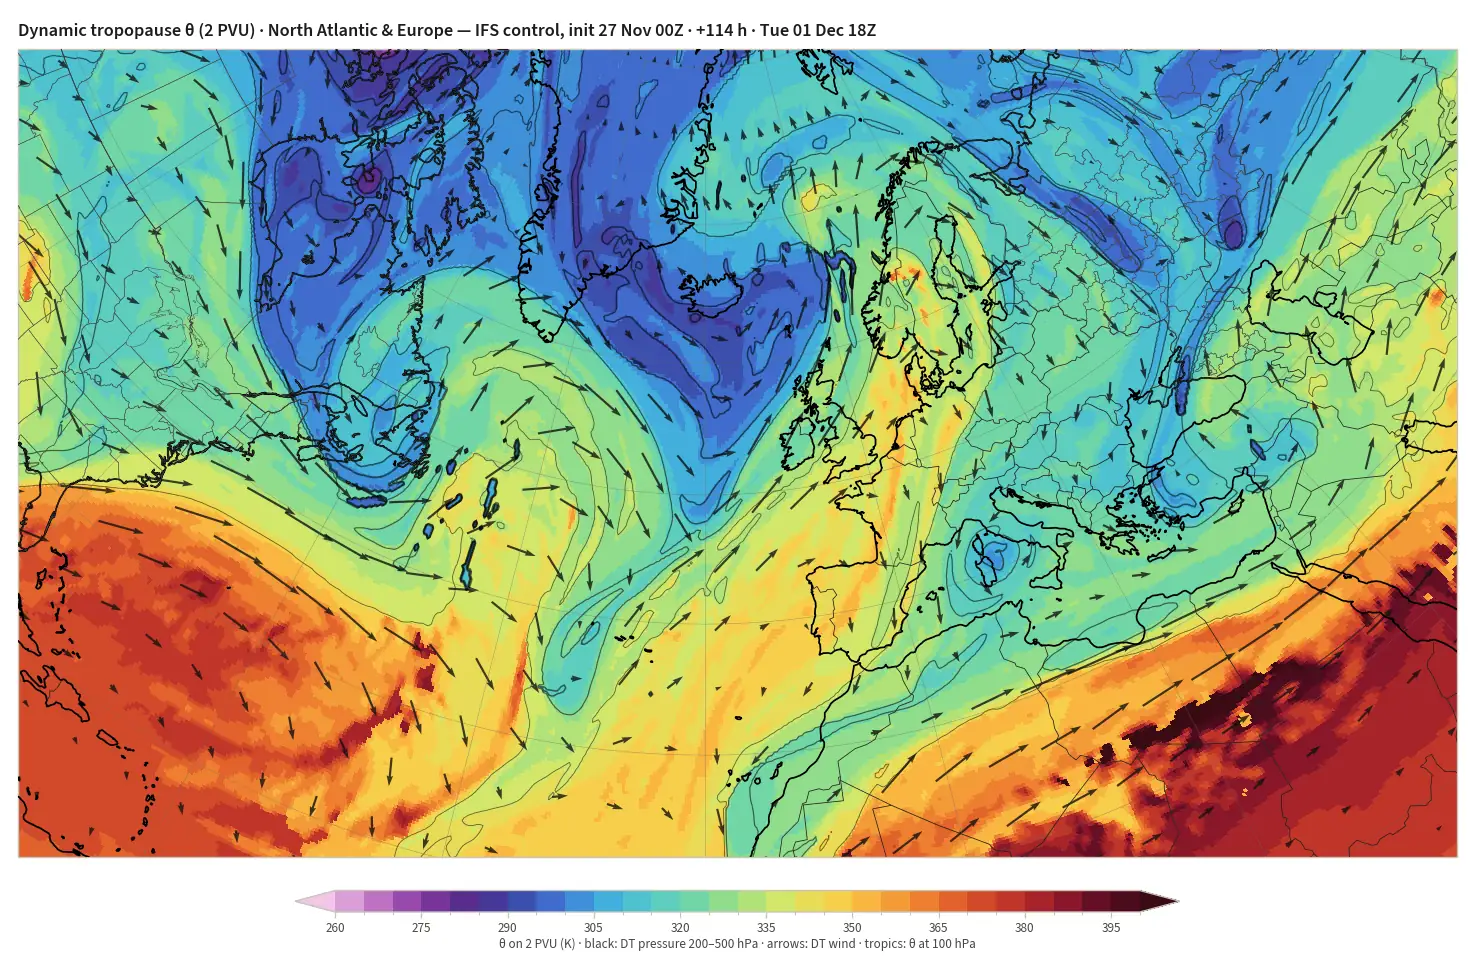 Dynamic tropopause θ (2 PVU) · North Atlantic & Europe — IFS control, init 27 Nov 00Z · +114 h · Tue 01 Dec 18Z
260 275 290 305 320 335 350 365 380 395
θ on 2 PVU (K) · black: DT pressure 200–500 hPa · arrows: DT wind · tropics: θ at 100 hPa